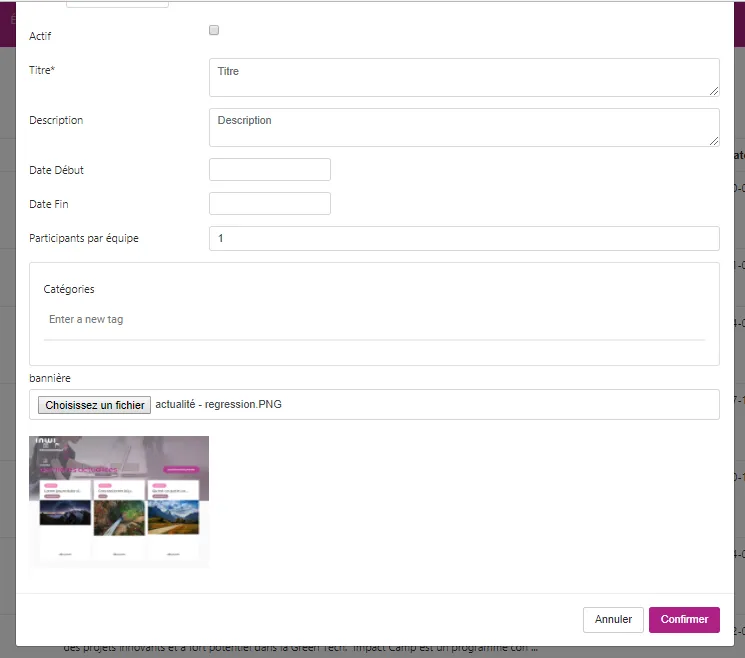 Actif
Titre*
Titre
Description
Description
Date Début
Date Fin
Participants par équipe
1
Catégories
Enter a new tag
bannière
Choisissez un fichier actualité - regression.PNG
Annuler
Confirmer
des projets innovants et à fort potentiel dans la Green Tech. Impact Camp est un programme con ...